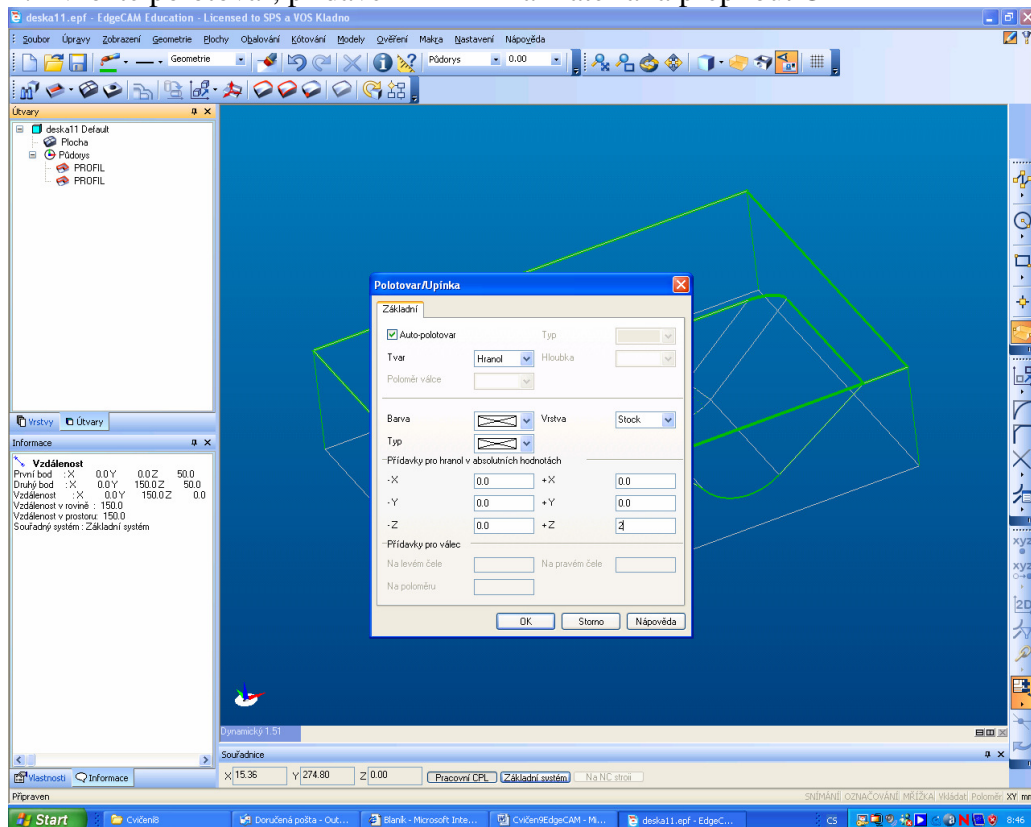 deska11.epf - EdgeCAM Education - Licensed to SPS a VOS Kladno
Soubor Úpravy Zobrazení Geometrie Plochy Obalování Kótování Modely Ověření Makra Nastavení Nápověda
Geometrie Půdorys 0.00
Útvary
deska11 Default
Plocha
Půdorys
PROFIL
PROFIL
Vrstvy Útvary
Informace
Vzdálenost
První bod : X 0.0 Y 0.0 Z 50.0
Druhý bod : X 0.0 Y 150.0 Z 50.0
Vzdálenost : X 0.0 Y 150.0 Z 0.0
Vzdálenost v rovině : 150.0
Vzdálenost v prostoru: 150.0
Souřadný systém : Základní systém
Vlastnosti Informace
Polotovar/Upínka
Základní
Auto-polotovar Typ
Tvar Hranol Hloubka
Poloměr válce
Barva Vrstva Stock
Typ
Přídavky pro hranol v absolutních hodnotách
-X 0.0 +X 0.0
-Y 0.0 +Y 0.0
-Z 0.0 +Z 2
Přídavky pro válec
Na levém čele Na pravém čele
Na poloměru
OK Storno Nápověda
xyz
xyz
2D
Dynamický 1.51
Souřadnice
X 15.36 Y 274.80 Z 0.00 Pracovní CPL Základní systém Na NC stroji
Připraven SNÍMÁNÍ OZNAČOVÁNÍ MŘÍŽKA Vkládat Poloměr XY mm
Start Cvičení8 Doručená pošta - Out... Blaník - Microsoft Inte... Cvičen9EdgeCAM - Mi... deska11.epf - EdgeC... CS 8:46